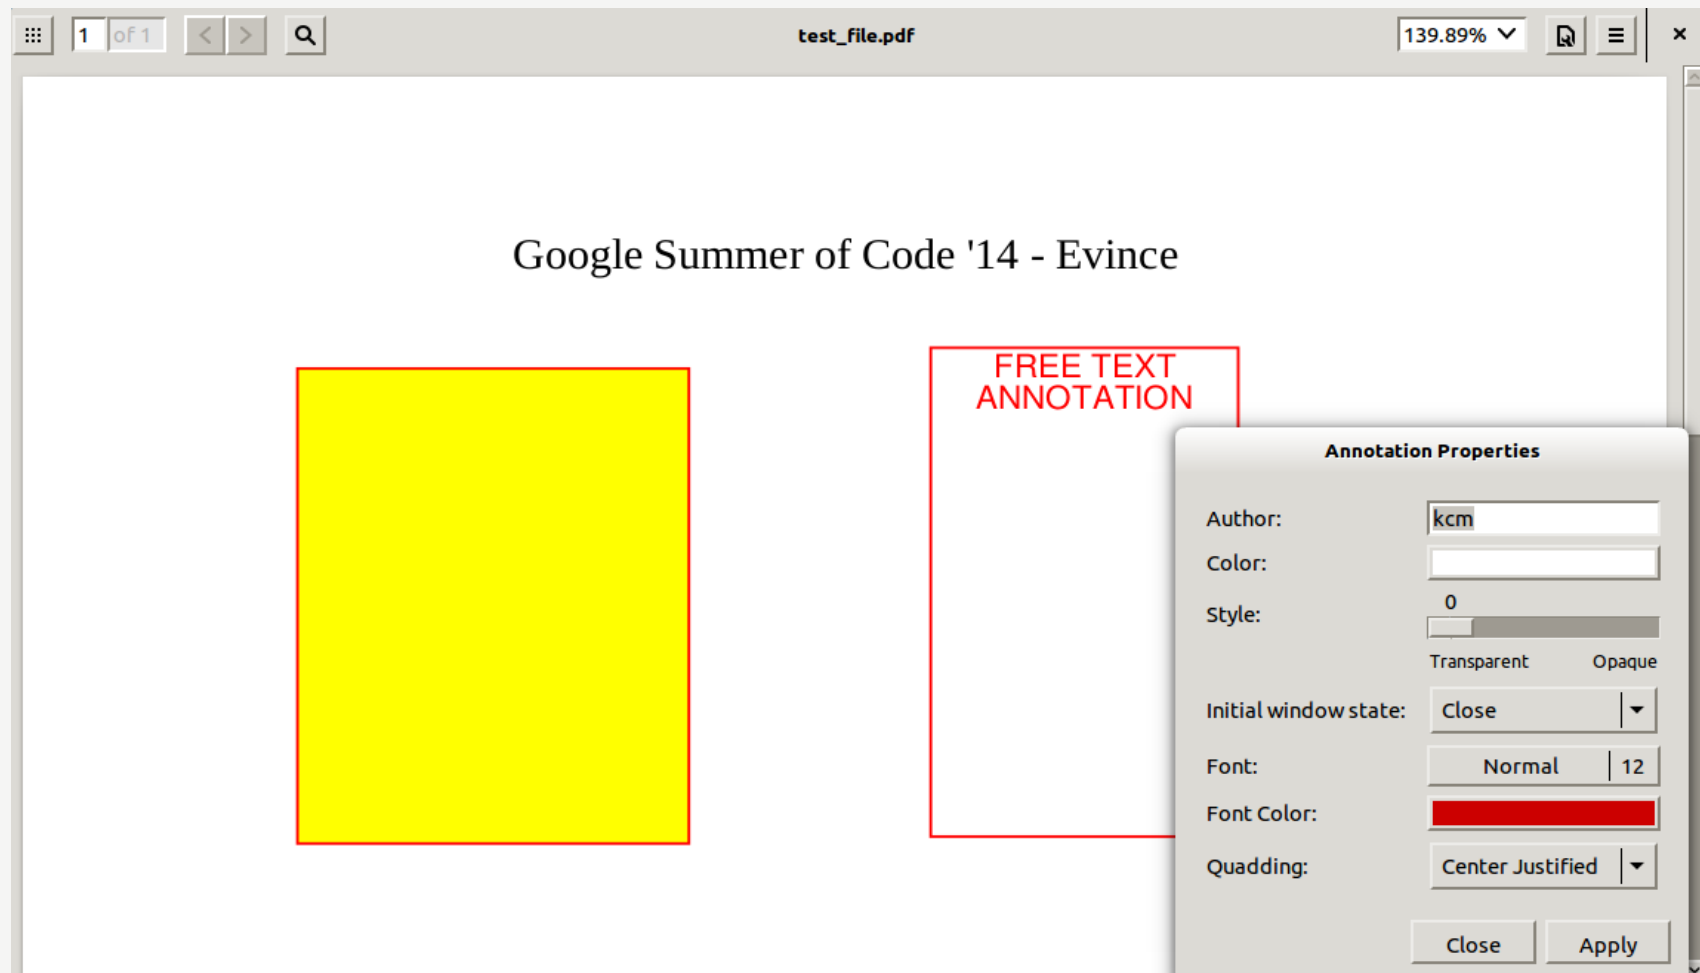 1 of 1 < > test_file.pdf 139.89%
Google Summer of Code '14 - Evince
FREE TEXT
ANNOTATION
Annotation Properties
Author: kcm
Color:
0
Style:
Transparent Opaque
Initial window state: Close
Font: Normal 12
Font Color:
Quadding: Center Justified
Close Apply